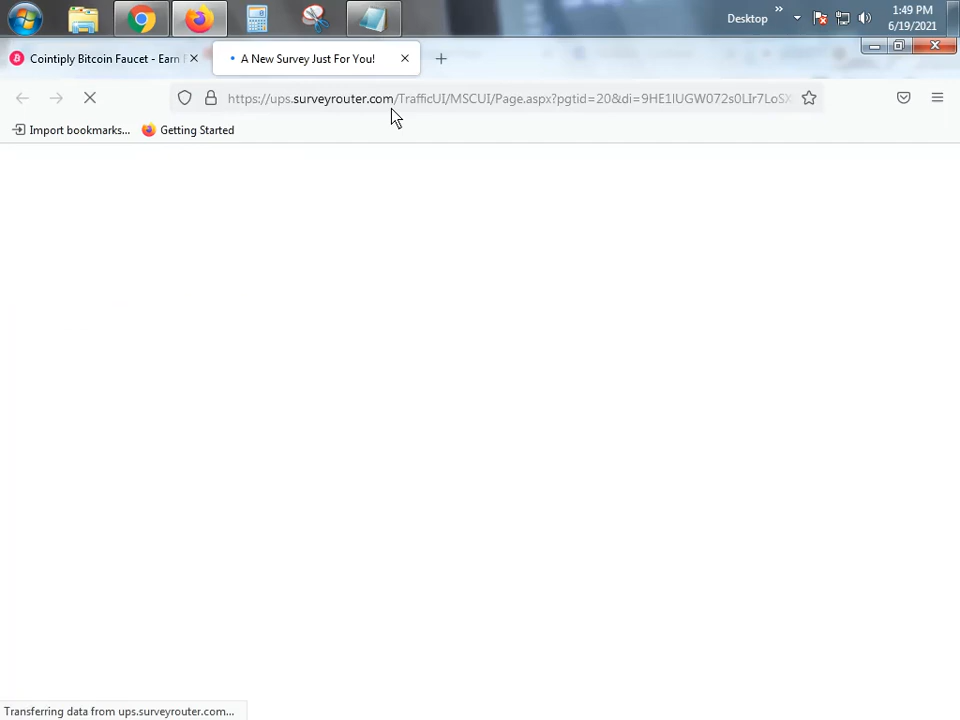 Desktop
»
1:49 PM
6/19/2021
Cointiply Bitcoin Faucet - Earn
A New Survey Just For You!
https://ups.surveyrouter.com/TrafficUI/MSCUI/Page.aspx?pgtid=20&di=9HE1IUGW072s0LIr7LoSX
Import bookmarks...
Getting Started
Transferring data from ups.surveyrouter.com...